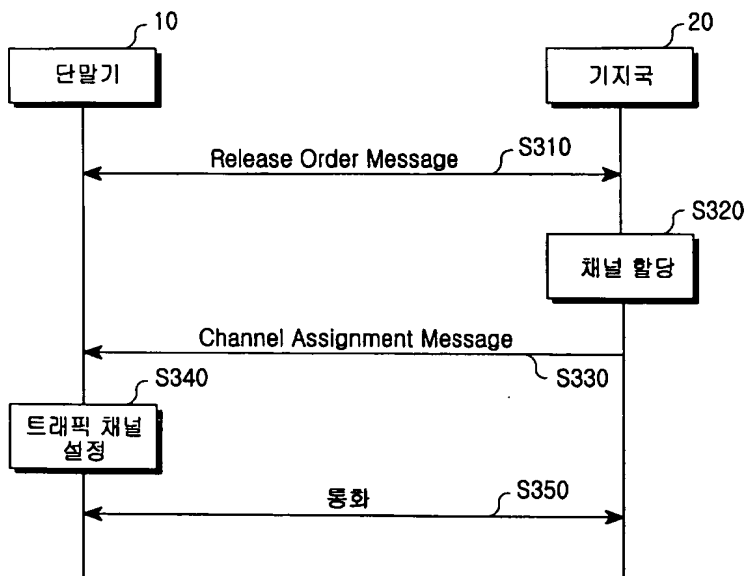 10
20
단말기
기지국
Release Order Message
S310
S320
채널 할당
Channel Assignment Message
S330
S340
트래픽 채널
설정
통화
S350